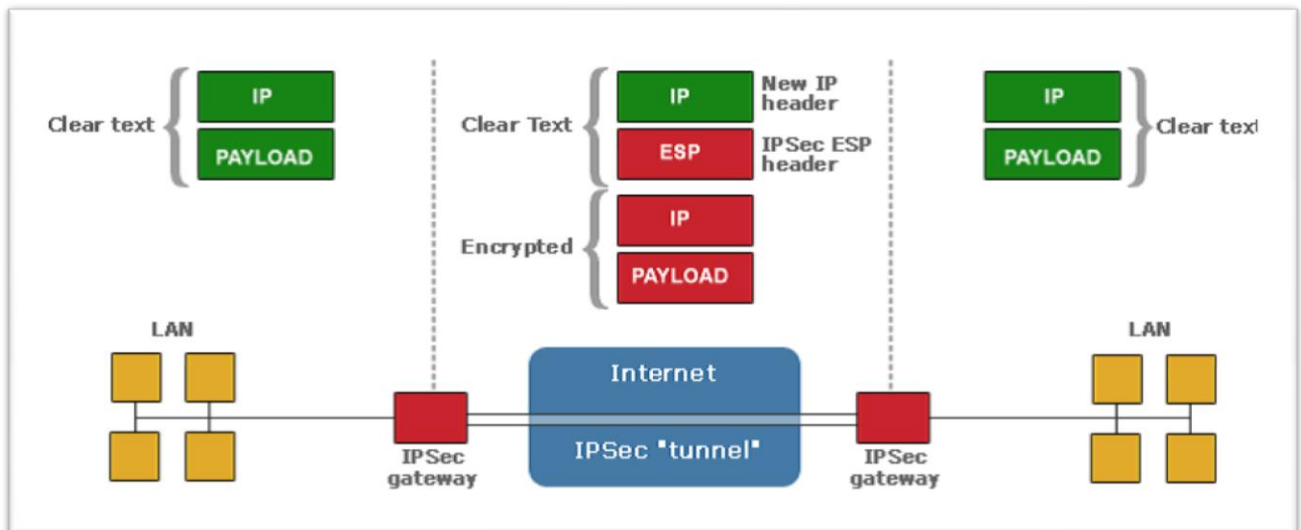 Clear text
IP
PAYLOAD
Clear Text
IP
New IP
header
ESP
IPSec ESP
header
Encrypted
IP
PAYLOAD
IP
PAYLOAD
Clear text
LAN
IPSec
gateway
Internet
IPSec "tunnel"
IPSec
gateway
LAN